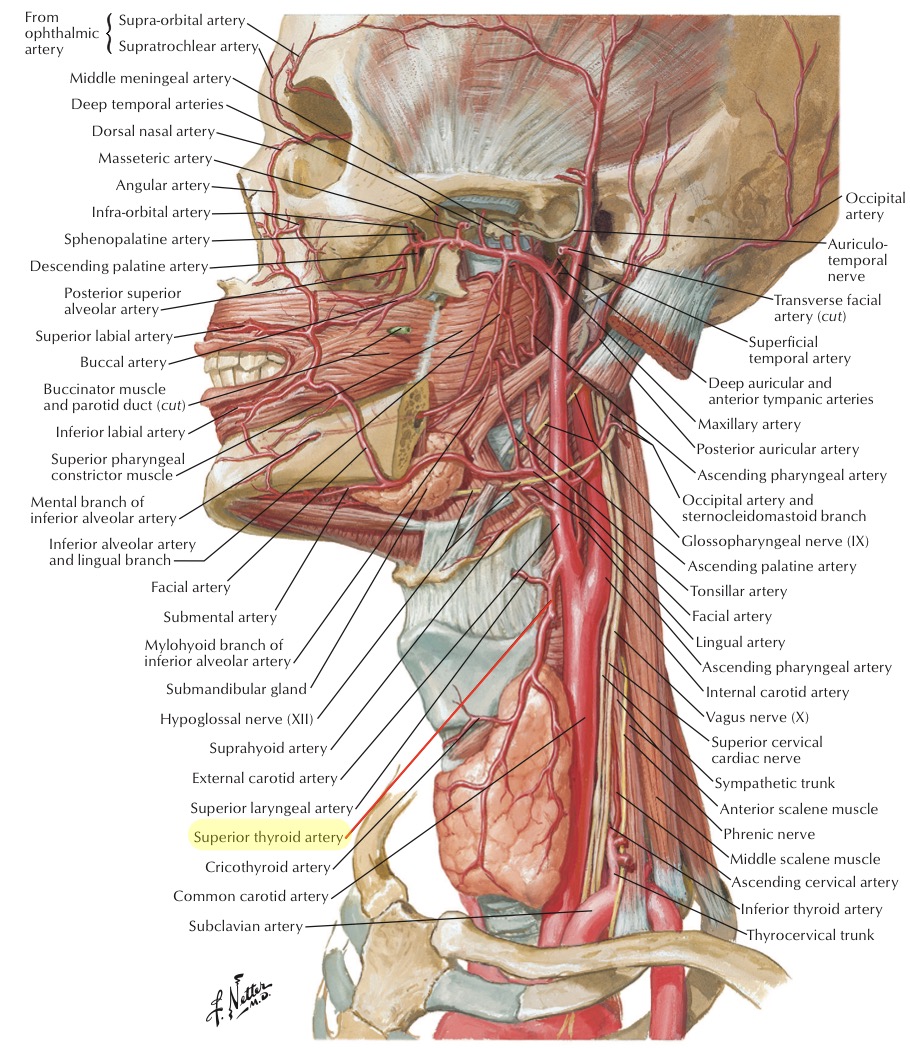 From
ophthalmic
artery
Supra-orbital artery
Supratrochlear artery
Middle meningeal artery
Deep temporal arteries
Dorsal nasal artery
Masseteric artery
Angular artery
Infra-orbital artery
Sphenopalatine artery
Descending palatine artery
Posterior superior
alveolar artery
Superior labial artery
Buccal artery
Buccinator muscle
and parotid duct (cut)
Inferior labial artery
Superior pharyngeal
constrictor muscle
Mental branch of
inferior alveolar artery
Inferior alveolar artery
and lingual branch
Facial artery
Submental artery
Mylohyoid branch of
inferior alveolar artery
Submandibular gland
Hypoglossal nerve (XII)
Suprahyoid artery
External carotid artery
Superior laryngeal artery
Superior thyroid artery
Cricothyroid artery
Common carotid artery
Subclavian artery
Occipital
artery
Auriculo-
temporal
nerve
Transverse facial
artery (cut)
Superficial
temporal artery
Deep auricular and
anterior tympanic arteries
Maxillary artery
Posterior auricular artery
Ascending pharyngeal artery
Occipital artery and
sternocleidomastoid branch
Glossopharyngeal nerve (IX)
Ascending palatine artery
Tonsillar artery
Facial artery
Lingual artery
Ascending pharyngeal artery
Internal carotid artery
Vagus nerve (X)
Superior cervical
cardiac nerve
Sympathetic trunk
Anterior scalene muscle
Phrenic nerve
Middle scalene muscle
Ascending cervical artery
Inferior thyroid artery
Thyrocervical trunk
F. Netter
M.D.